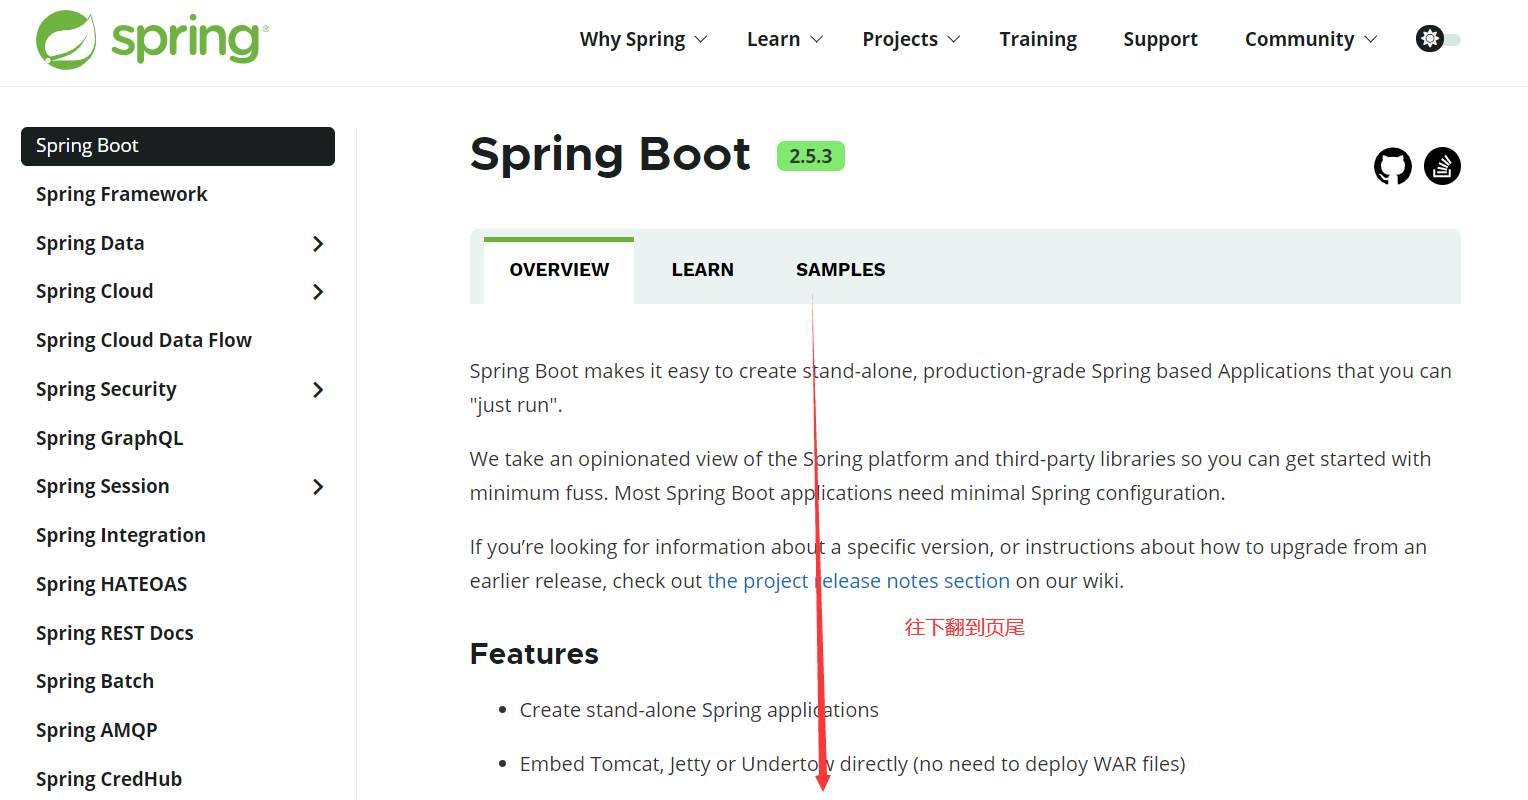 spring
Why Spring
Learn
Projects
Training
Support
Community
Spring Boot
Spring Framework
Spring Data
Spring Cloud
Spring Cloud Data Flow
Spring Security
Spring GraphQL
Spring Session
Spring Integration
Spring HATEOAS
Spring REST Docs
Spring Batch
Spring AMQP
Spring CredHub
Spring Boot 2.5.3
OVERVIEW
LEARN
SAMPLES
Spring Boot makes it easy to create stand-alone, production-grade Spring based Applications that you can
"just run".
We take an opinionated view of the Spring platform and third-party libraries so you can get started with
minimum fuss. Most Spring Boot applications need minimal Spring configuration.
If you’re looking for information about a specific version, or instructions about how to upgrade from an
earlier release, check out the project release notes section on our wiki.
往下翻到页尾
Features
• Create stand-alone Spring applications
• Embed Tomcat, Jetty or Undertow directly (no need to deploy WAR files)